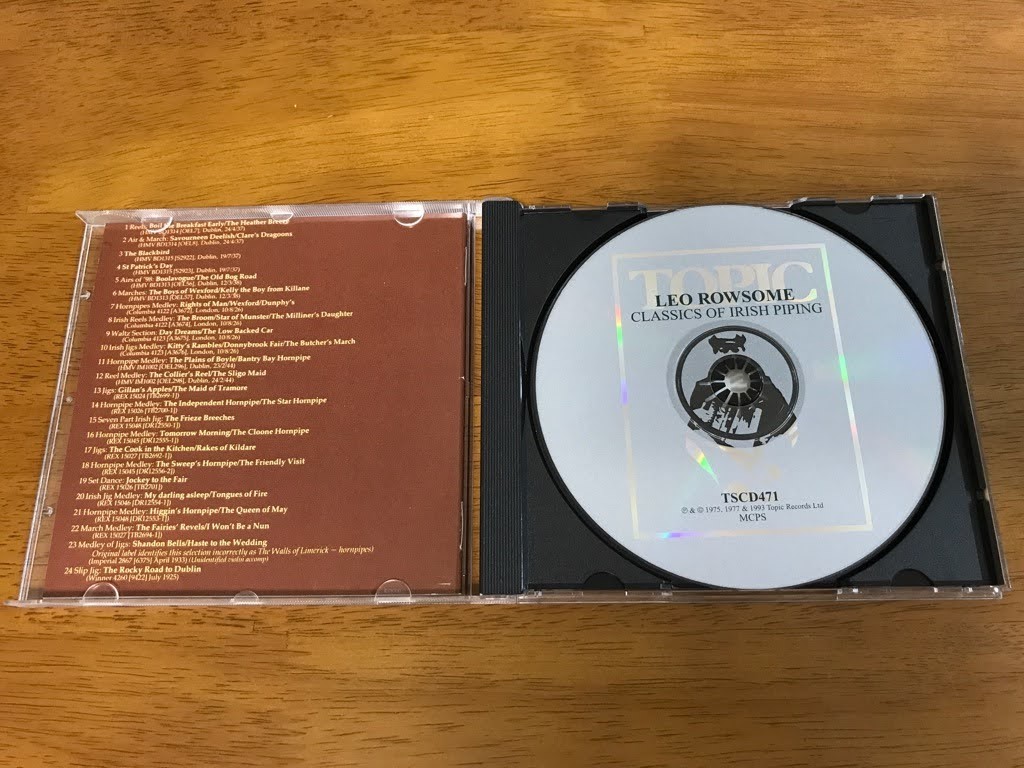 1 Reels: Boil the Breakfast Early/The Heather Breeze
(HMV BD1314 [OEL7], Dublin, 24/4/37)
2 Air & March: Savourneen Deelish/Clare's Dragoons
(HMV BD1314 [OEL8], Dublin, 24/4/37)
3 The Blackbird
(HMV BD1315 [S2922], Dublin, 19/7/37)
4 St Patrick's Day
(HMV BD1315 [S2923], Dublin, 19/7/37)
5 Airs of '98: Boolavogue/The Old Bog Road
(HMV BD1313 [OEL56], Dublin, 12/3/38)
6 Marches: The Boys of Wexford/Kelly the Boy from Killane
(HMV BD1313 [OEL57], Dublin, 12/3/38)
7 Hornpipes Medley: Rights of Man/Wexford/Dunphy's
(Columbia 4122 [A3672], London, 10/8/26)
8 Irish Reels Medley: The Broom/Star of Munster/The Milliner's Daughter
(Columbia 4122 [A3674], London, 10/8/26)
9 Waltz Section: Day Dreams/The Low Backed Car
(Columbia 4123 [A3675], London, 10/8/26)
10 Irish Jigs Medley: Kitty's Rambles/Donnybrook Fair/The Butcher's March
(Columbia 4123 [A3676], London, 10/8/26)
11 Hornpipe Medley: The Plains of Boyle/Bantry Bay Hornpipe
(HMV IM1002 [OEL296], Dublin, 23/2/44)
12 Reel Medley: The Collier's Reel/The Sligo Maid
(HMV IM1002 [OEL298], Dublin, 24/2/44)
13 Jigs: Gillan's Apples/The Maid of Tramore
(REX 15024 [TB2699-1])
14 Hornpipe Medley: The Independent Hornpipe/The Star Hornpipe
(REX 15026 [TB2700-1])
15 Seven Part Irish Jig: The Frieze Breeches
(REX 15048 [DR12550-1])
16 Hornpipe Medley: Tomorrow Morning/The Cloone Hornpipe
(REX 15045 [DR12555-1])
17 Jigs: The Cook in the Kitchen/Rakes of Kildare
(REX 15027 [TB2692-1])
18 Hornpipe Medley: The Sweep's Hornpipe/The Friendly Visit
(REX 15045 [DR12556-2])
19 Set Dance: Jockey to the Fair
(REX 15026 [TB2701])
20 Irish Jig Medley: My darling asleep/Tongues of Fire
(REX 15046 [DR12554-1])
21 Hornpipe Medley: Higgin's Hornpipe/The Queen of May
(REX 15048 [DR12553-1])
22 March Medley: The Fairies' Revels/I Won't Be a Nun
(REX 15027 [TB2694-1])
23 Medley of Jigs: Shandon Bells/Haste to the Wedding
Original label identifies this selection incorrectly as The Walls of Limerick – hornpipes)
(Imperial 2867 [6375] April 1933) (Unidentified radio accomp)
24 Slip Jig: The Rocky Road to Dublin
(Winner 4260 [9422] July 1925)
TOPIC
LEO ROWSOME
CLASSICS OF IRISH PIPING
TSCD471
℗ & © 1975, 1977 & 1993 Topic Records Ltd
MCPS